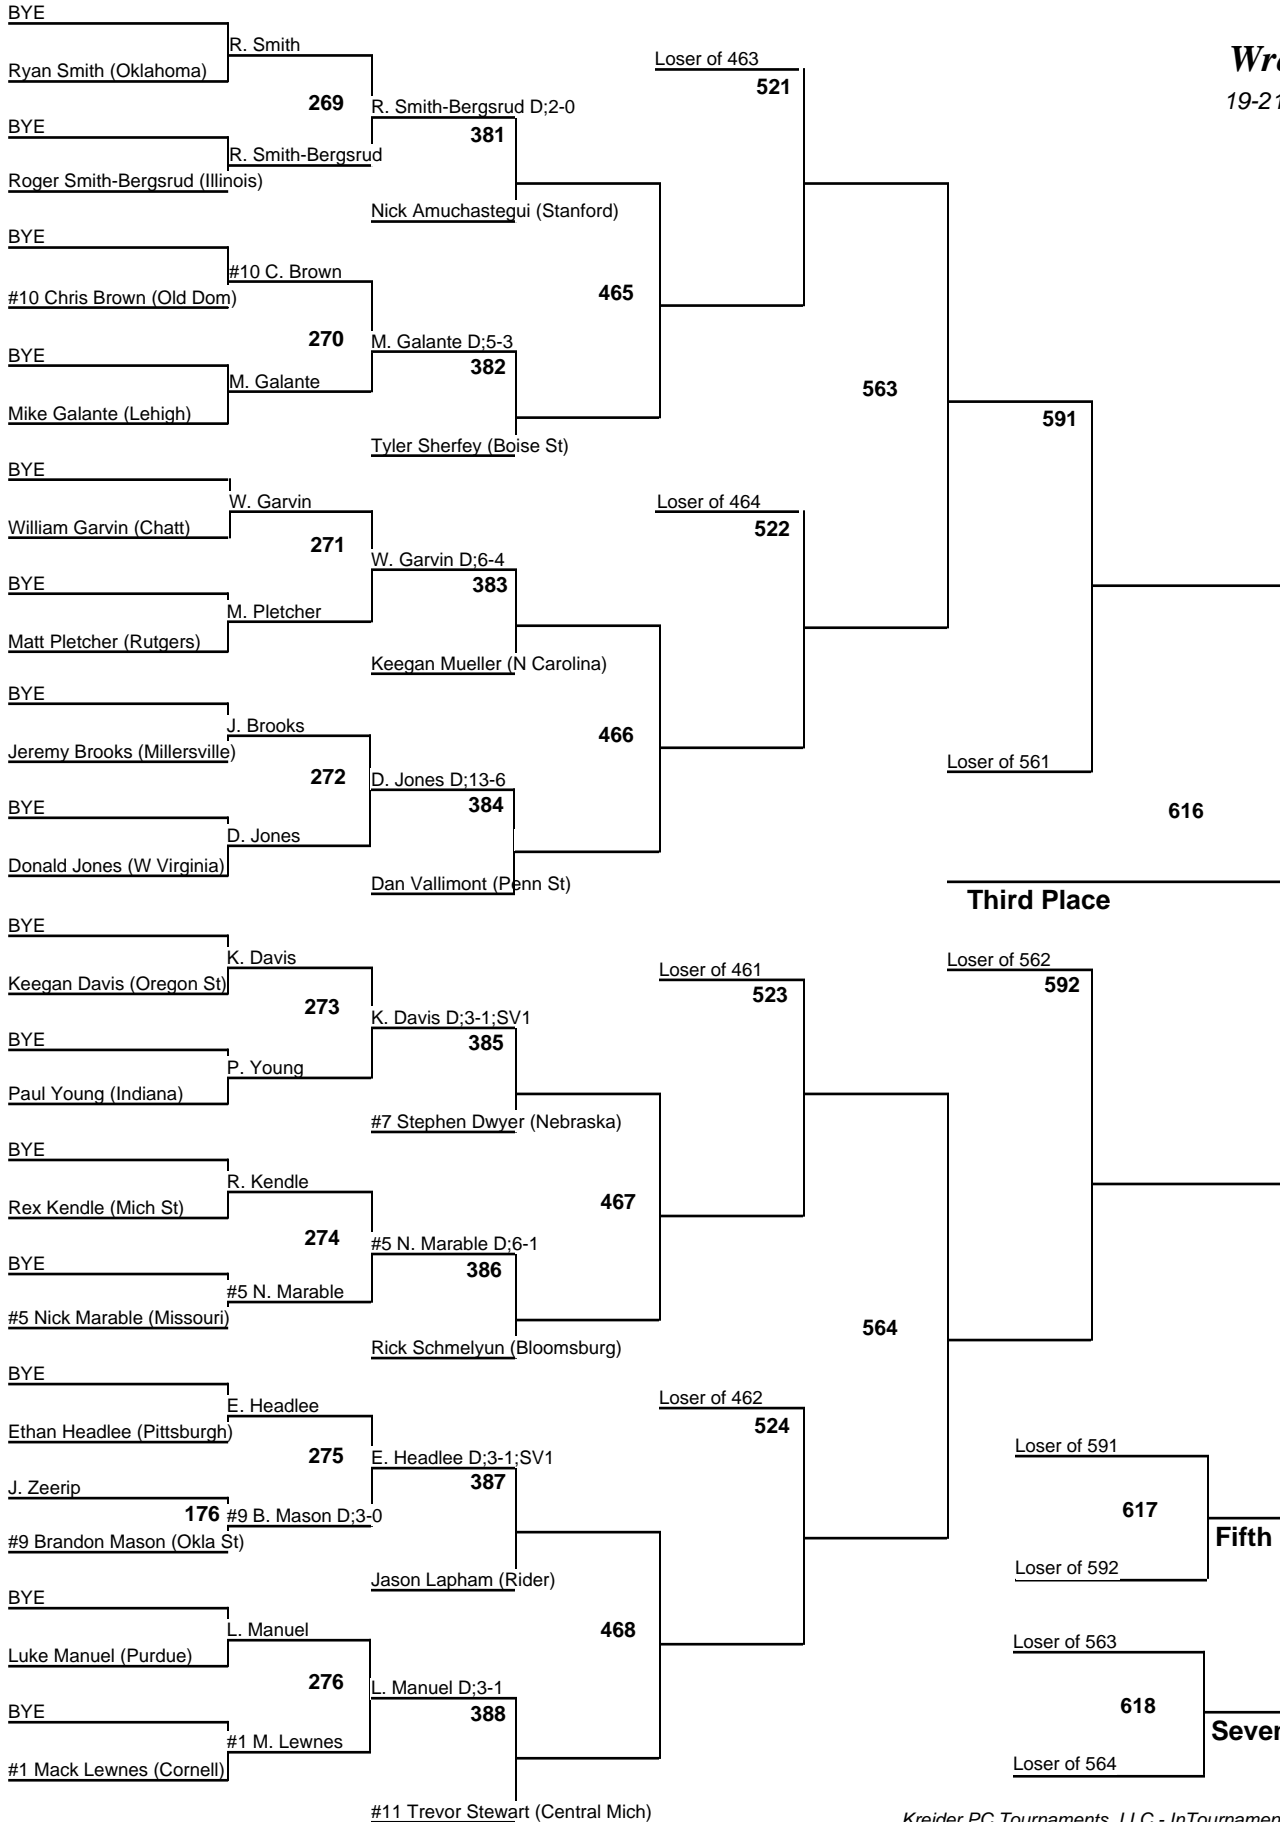 BYE
R. Smith
Ryan Smith (Oklahoma)
269
R. Smith-Bergsrud D;2-0
381
BYE
R. Smith-Bergsrud
Roger Smith-Bergsrud (Illinois)
Nick Amuchastegui (Stanford)
Loser of 463
521
19-21
BYE
#10 C. Brown
#10 Chris Brown (Old Dom)
465
270
M. Galante D;5-3
382
BYE
M. Galante
Mike Galante (Lehigh)
Tyler Sherfey (Boise St)
563
591
BYE
W. Garvin
William Garvin (Chatt)
271
W. Garvin D;6-4
383
Loser of 464
522
BYE
M. Pletcher
Matt Pletcher (Rutgers)
Keegan Mueller (N Carolina)
BYE
J. Brooks
Jeremy Brooks (Millersville)
466
272
D. Jones D;13-6
384
Loser of 561
616
BYE
D. Jones
Donald Jones (W Virginia)
Dan Vallimont (Penn St)
Third Place
BYE
K. Davis
Keegan Davis (Oregon St)
273
K. Davis D;3-1;SV1
385
Loser of 461
523
Loser of 562
592
BYE
P. Young
Paul Young (Indiana)
#7 Stephen Dwyer (Nebraska)
BYE
R. Kendle
Rex Kendle (Mich St)
467
274
#5 N. Marable D;6-1
386
BYE
#5 N. Marable
#5 Nick Marable (Missouri)
Rick Schmelyun (Bloomsburg)
564
BYE
E. Headlee
Ethan Headlee (Pittsburgh)
275
E. Headlee D;3-1;SV1
387
Loser of 462
524
J. Zeerip
176
#9 B. Mason D;3-0
#9 Brandon Mason (Okla St)
Jason Lapham (Rider)
Loser of 591
617
Fifth
Loser of 592
BYE
L. Manuel
Luke Manuel (Purdue)
468
276
L. Manuel D;3-1
388
BYE
#1 M. Lewnes
#1 Mack Lewnes (Cornell)
#11 Trevor Stewart (Central Mich)
Loser of 563
618
Loser of 564
Kreider PC Tournaments, LLC